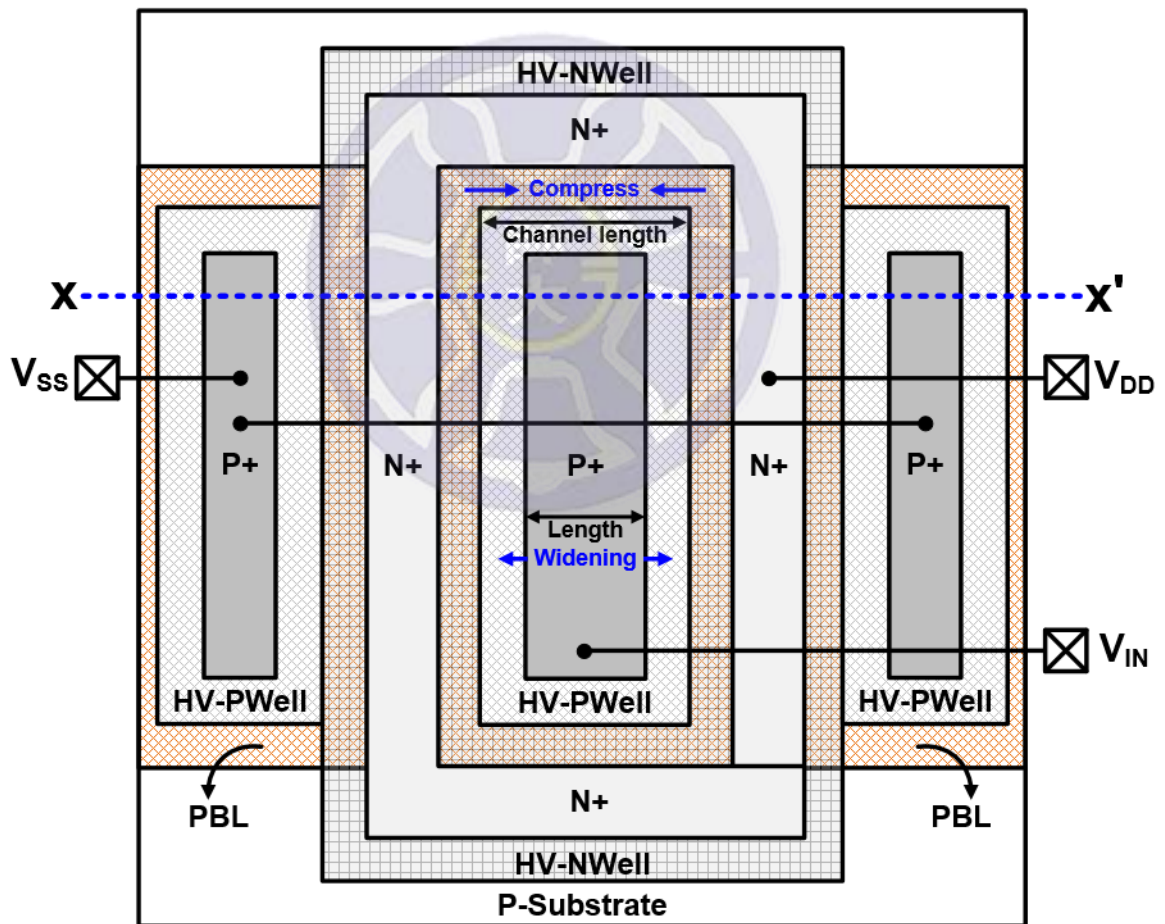 HV-NWell
N+
Compress
Channel length
X
X'
VSS
VDD
P+
N+
P+
N+
P+
Length
Widening
VIN
HV-PWell
HV-PWell
HV-PWell
PBL
N+
PBL
HV-NWell
P-Substrate